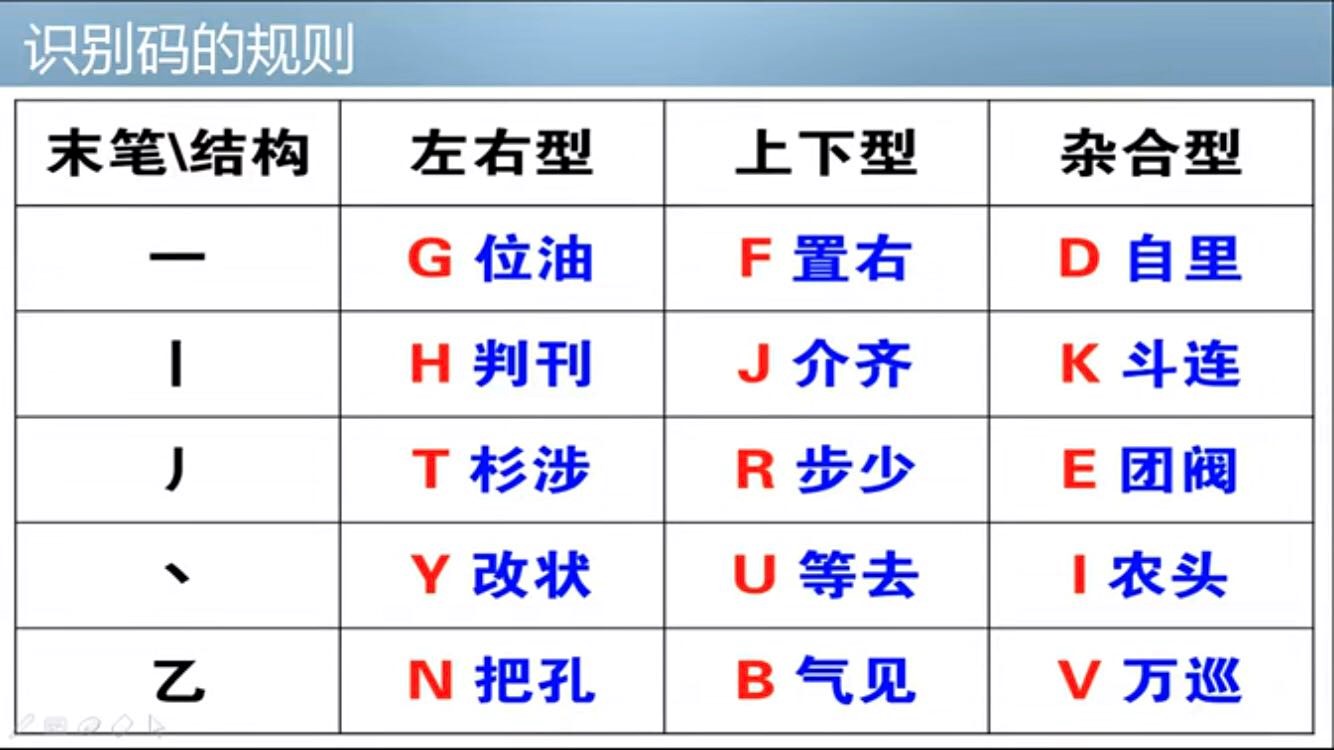 识别码的规则
末笔\结构 左右型 上下型 杂合型
一 G 位油 F 置右 D 自里
丨 H 判刊 J 介齐 K 斗连
丿 T 杉涉 R 步少 E 团阀
丶 Y 改状 U 等去 I 农头
乙 N 把孔 B 气见 V 万巡